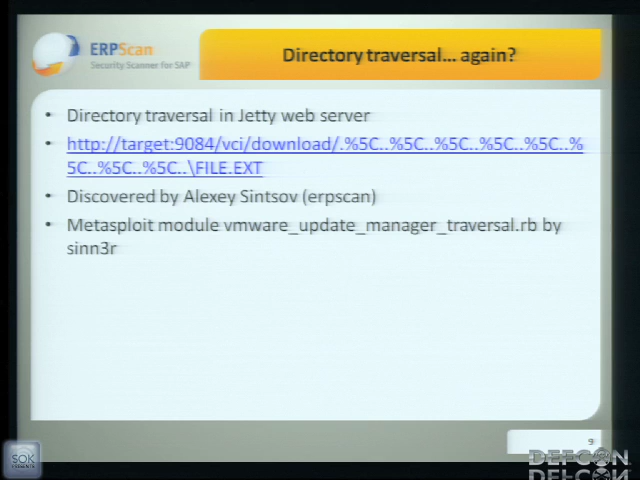 ERPScan
Security Scanner for SAP
Directory traversal… again?
• Directory traversal in Jetty web server
• http://target:9084/vci/download/.%5C..%5C..%5C..%5C..%5C..%
5C..%5C..%5C..\FILE.EXT
• Discovered by Alexey Sintsov (erpscan)
• Metasploit module vmware_update_manager_traversal.rb by
sinn3r
9
SOK
DEFCON